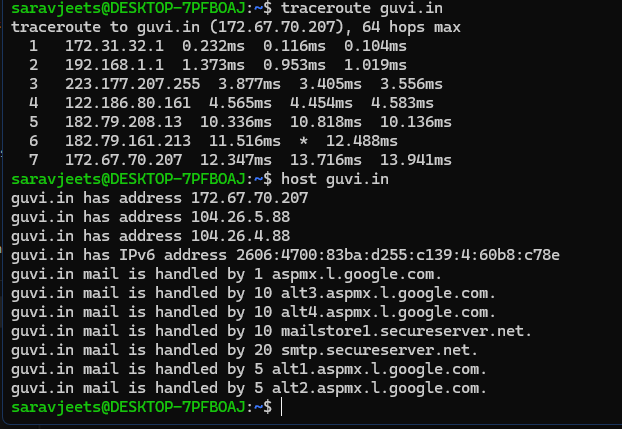 saravjeets@DESKTOP-7PFBOAJ:~$ traceroute guvi.in
traceroute to guvi.in (172.67.70.207), 64 hops max
1 172.31.32.1 0.232ms 0.116ms 0.104ms
2 192.168.1.1 1.373ms 0.953ms 1.019ms
3 223.177.207.255 3.877ms 3.405ms 3.556ms
4 122.186.80.161 4.565ms 4.454ms 4.583ms
5 182.79.208.13 10.336ms 10.818ms 10.136ms
6 182.79.161.213 11.516ms * 12.488ms
7 172.67.70.207 12.347ms 13.716ms 13.941ms
saravjeets@DESKTOP-7PFBOAJ:~$ host guvi.in
guvi.in has address 172.67.70.207
guvi.in has address 104.26.5.88
guvi.in has address 104.26.4.88
guvi.in has IPv6 address 2606:4700:83ba:d255:c139:4:60b8:c78e
guvi.in mail is handled by 1 aspmx.l.google.com.
guvi.in mail is handled by 10 alt3.aspmx.l.google.com.
guvi.in mail is handled by 10 alt4.aspmx.l.google.com.
guvi.in mail is handled by 10 mailstore1.secureserver.net.
guvi.in mail is handled by 20 smtp.secureserver.net.
guvi.in mail is handled by 5 alt1.aspmx.l.google.com.
guvi.in mail is handled by 5 alt2.aspmx.l.google.com.
saravjeets@DESKTOP-7PFBOAJ:~$